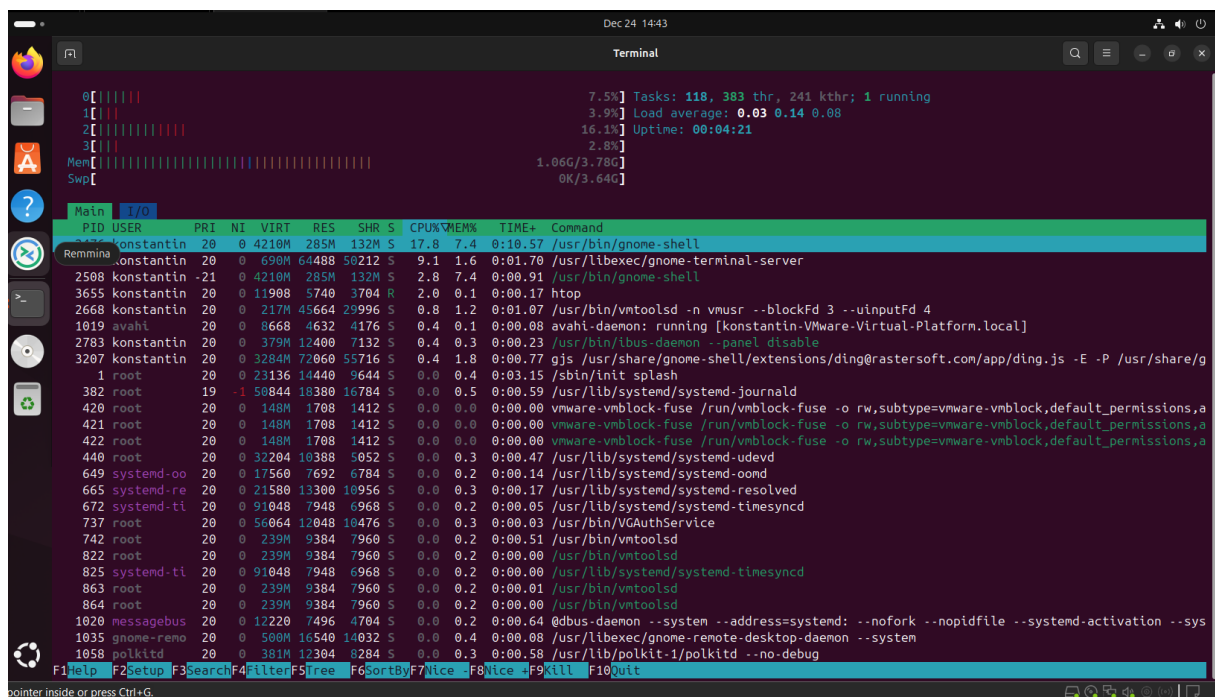 Dec 24 14:43
Terminal
0[|||||| 7.5%] Tasks: 118, 383 thr, 241 kthr; 1 running
1[||| 3.9%] Load average: 0.03 0.14 0.08
2[||||||||||||| 16.1%] Uptime: 00:04:21
3[||| 2.8%]
Mem[|||||||||||||||||||||||||||||||||||||| 1.06G/3.78G]
Swp[ 0K/3.64G]
Main I/O
PID USER PRI NI VIRT RES SHR S CPU%▽MEM% TIME+ Command
konstantin 20 0 4210M 285M 132M S 17.8 7.4 0:10.57 /usr/bin/gnome-shell
Remmina
konstantin 20 0 690M 64488 50212 S 9.1 1.6 0:01.70 /usr/libexec/gnome-terminal-server
2508 konstantin -21 0 4210M 285M 132M S 2.8 7.4 0:00.91 /usr/bin/gnome-shell
3655 konstantin 20 0 11908 5740 3704 R 2.0 0.1 0:00.17 htop
2668 konstantin 20 0 217M 45664 29996 S 0.8 1.2 0:01.07 /usr/bin/vmtoolsd -n vmusr --blockFd 3 --uinputFd 4
1019 avahi 20 0 8668 4632 4176 S 0.4 0.1 0:00.08 avahi-daemon: running [konstantin-VMware-Virtual-Platform.local]
2783 konstantin 20 0 379M 12400 7132 S 0.4 0.3 0:00.23 /usr/bin/ibus-daemon --panel disable
3207 konstantin 20 0 3284M 72060 55716 S 0.4 1.8 0:00.77 gjs /usr/share/gnome-shell/extensions/ding@rastersoft.com/app/ding.js -E -P /usr/share/g
1 root 20 0 23136 14440 9644 S 0.0 0.4 0:03.15 /sbin/init splash
382 root 19 -1 50844 18380 16784 S 0.0 0.5 0:00.59 /usr/lib/systemd/systemd-journald
420 root 20 0 148M 1708 1412 S 0.0 0.0 0:00.00 vmware-vmblock-fuse /run/vmblock-fuse -o rw,subtype=vmware-vmblock,default_permissions,a
421 root 20 0 148M 1708 1412 S 0.0 0.0 0:00.00 vmware-vmblock-fuse /run/vmblock-fuse -o rw,subtype=vmware-vmblock,default_permissions,a
422 root 20 0 148M 1708 1412 S 0.0 0.0 0:00.00 vmware-vmblock-fuse /run/vmblock-fuse -o rw,subtype=vmware-vmblock,default_permissions,a
440 root 20 0 32204 10388 5052 S 0.0 0.3 0:00.47 /usr/lib/systemd/systemd-udevd
649 systemd-oo 20 0 17560 7692 6784 S 0.0 0.2 0:00.14 /usr/lib/systemd/systemd-oomd
665 systemd-re 20 0 21580 13300 10956 S 0.0 0.3 0:00.17 /usr/lib/systemd/systemd-resolved
672 systemd-ti 20 0 91048 7948 6968 S 0.0 0.2 0:00.05 /usr/lib/systemd/systemd-timesyncd
737 root 20 0 56064 12048 10476 S 0.0 0.3 0:00.03 /usr/bin/VGAuthService
742 root 20 0 239M 9384 7960 S 0.0 0.2 0:00.51 /usr/bin/vmtoolsd
822 root 20 0 239M 9384 7960 S 0.0 0.2 0:00.00 /usr/bin/vmtoolsd
825 systemd-ti 20 0 91048 7948 6968 S 0.0 0.2 0:00.00 /usr/lib/systemd/systemd-timesyncd
863 root 20 0 239M 9384 7960 S 0.0 0.2 0:00.01 /usr/bin/vmtoolsd
864 root 20 0 239M 9384 7960 S 0.0 0.2 0:00.00 /usr/bin/vmtoolsd
1020 messagebus 20 0 12220 7496 4704 S 0.0 0.2 0:00.64 @dbus-daemon --system --address=systemd: --nofork --nopidfile --systemd-activation --sys
1035 gnome-remo 20 0 500M 16540 14032 S 0.0 0.4 0:00.08 /usr/libexec/gnome-remote-desktop-daemon --system
1058 polkitd 20 0 381M 12304 8284 S 0.0 0.3 0:00.58 /usr/lib/polkit-1/polkitd --no-debug
F1Help F2Setup F3SearchF4FilterF5Tree F6SortByF7Nice -F8Nice +F9Kill F10Quit
pointer inside or press Ctrl+G.